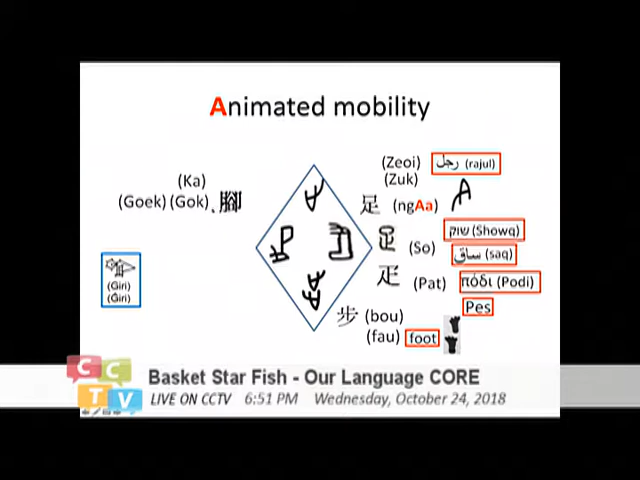 Animated mobility
(Ka)
(Goek) (Gok) 腳
(Giri)
(Ĝiri)
(Zeoi) رجل (rajul)
(Zuk)
足 (ngAa) A
(So) שוק (Showq)
ساق (saq)
疋 (Pat) πόδι (Podi)
Pes
步 (bou)
(fau) foot
CCTV
Basket Star Fish - Our Language CORE
LIVE ON CCTV 6:51 PM Wednesday, October 24, 2018